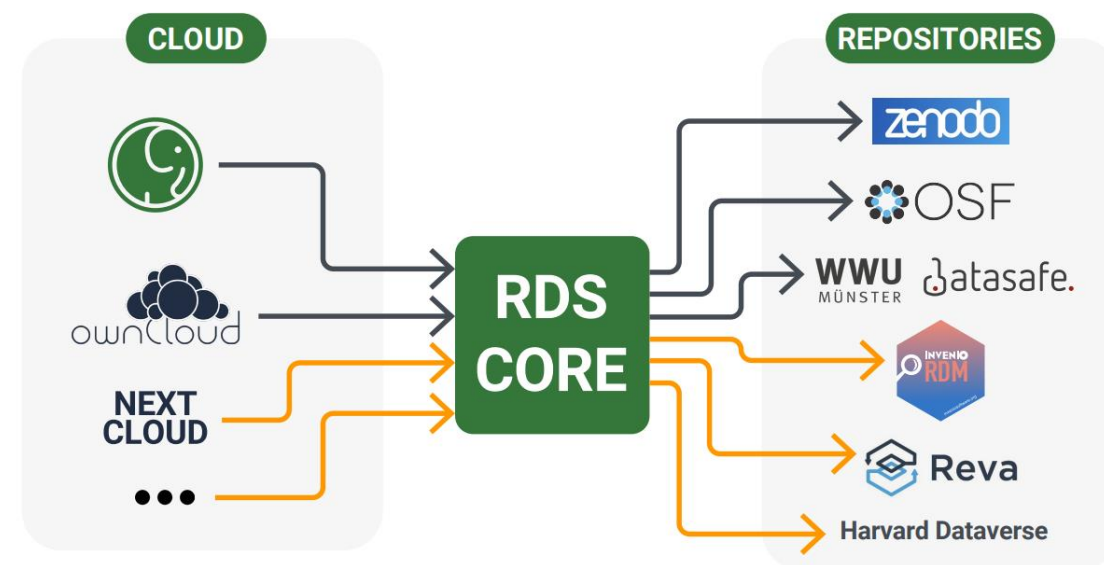 CLOUD
ownCloud
NEXT
CLOUD
RDS
CORE
REPOSITORIES
zenodo
OSF
WWU
MÜNSTER
datasafe.
INVENIO
RDM
Reva
Harvard Dataverse